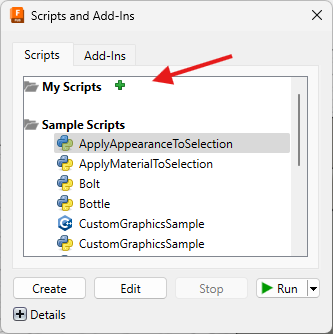 Scripts and Add-Ins
Scripts
Add-Ins
My Scripts
Sample Scripts
ApplyAppearanceToSelection
ApplyMaterialToSelection
Bolt
Bottle
CustomGraphicsSample
CustomGraphicsSample
Create
Edit
Stop
Run
Details